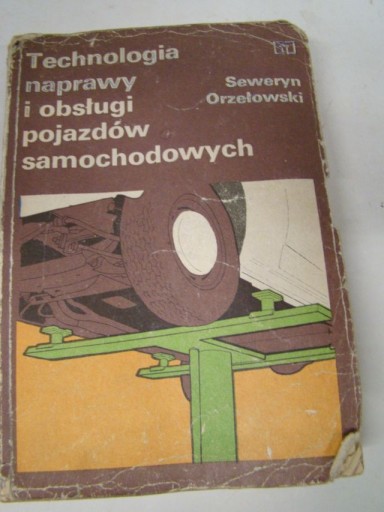 Technologia
naprawy
i obsługi
pojazdów
samochodowych
Seweryn
Orzełowski